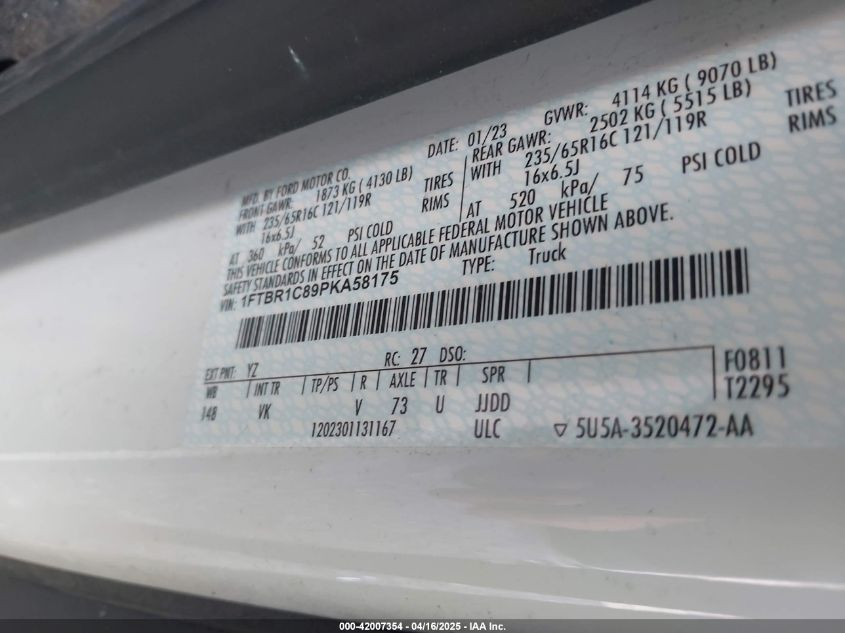 MFD. BY FORD MOTOR CO.
DATE: 01/23
GVWR: 4114 KG ( 9070 LB)
FRONT GAWR: 1873 KG ( 4130 LB)
REAR GAWR: 2502 KG ( 5515 LB)
WITH 235/65R16C 121/119R TIRES
WITH 235/65R16C 121/119R TIRES
16x6.5J RIMS
16x6.5J RIMS
AT 360 kPa/ 52 PSI COLD
AT 520 kPa/ 75 PSI COLD
THIS VEHICLE CONFORMS TO ALL APPLICABLE FEDERAL MOTOR VEHICLE
SAFETY STANDARDS IN EFFECT ON THE DATE OF MANUFACTURE SHOWN ABOVE.
VIN: 1FTBR1C89PKA58175
TYPE: Truck
EXT PNT: YZ RC: 27 DSO:
WB INT TR TP/PS R AXLE TR SPR
148 VK V 73 U JJDD
F0811
T2295
1202301131167 ULC ▽ 5U5A-3520472-AA
000-42007354 - 04/16/2025 - IAA Inc.